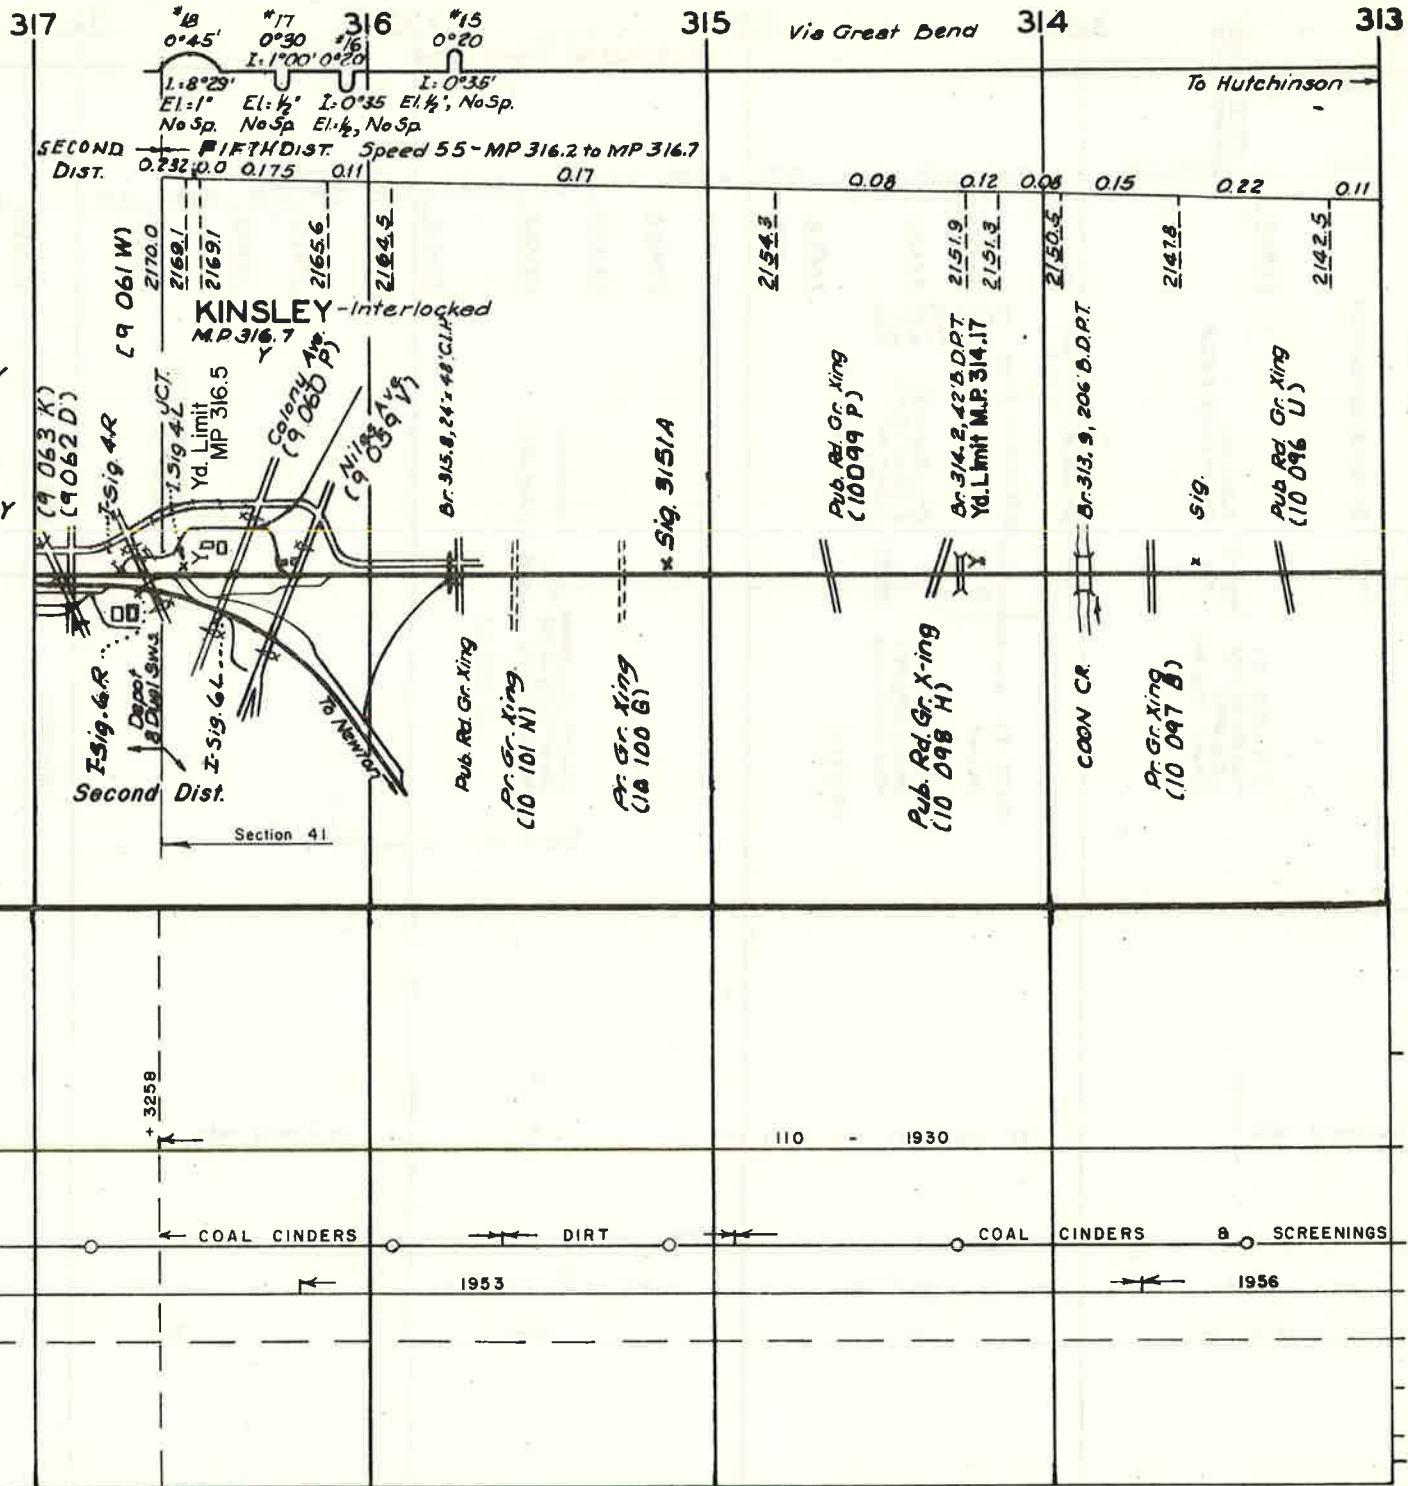 317 316 315 314 313
Via Great Bend
#18 #17 #16 #15
0°45' 0°30 0°20' 0°20
I: 1°00'
I: 8°29' I: 0°35 I: 0°35'
El: 1" El: ½" El: ½", No Sp.
No Sp. No Sp. El: ½, No Sp.
To Hutchinson
SECOND DIST.
FIFTH DIST. Speed 55 - MP 316.2 to MP 316.7
0.232 0.0 0.175 0.11 0.17 0.08 0.12 0.06 0.15 0.22 0.11
2170.0
2169.1
2169.1
2165.6
2164.5
2154.3
2151.9
2151.3
2150.5
2147.8
2142.5
(9 061 W)
KINSLEY - Interlocked
M.P. 316.7
Y
Y
Y
(9 063 K)
(9 062 D)
I-Sig. 4R
JCT.
I. Sig 4L
Yd. Limit
MP 316.5
Colony Ave.
(9 060 P)
Niles Ave
(9 059 V)
Br. 315.8, 24"x 48' C.I.P.
Sig. 3151A
Pub. Rd. Gr. Xing
(10 099 P)
Br. 314.2, 42' B.D.P.T.
Yd. Limit M.P. 314.17
Y
Br. 313.9, 206' B.D.P.T.
Sig.
Pub. Rd. Gr. Xing
(10 096 U)
Y
I-Sig. 6R
Depot
8 Dual Sws.
I-Sig. 6L
Second Dist.
To Newton
Pub. Rd. Gr. Xing
Pr. Gr. Xing
(10 101 N)
Pr. Gr. Xing
(10 100 G)
Pub. Rd. Gr. X-ing
(10 098 H)
COON CR.
Pr. Gr. Xing
(10 097 B)
Section 41
+ 3258
110 - 1930
COAL CINDERS DIRT COAL CINDERS & SCREENINGS
1953 1956